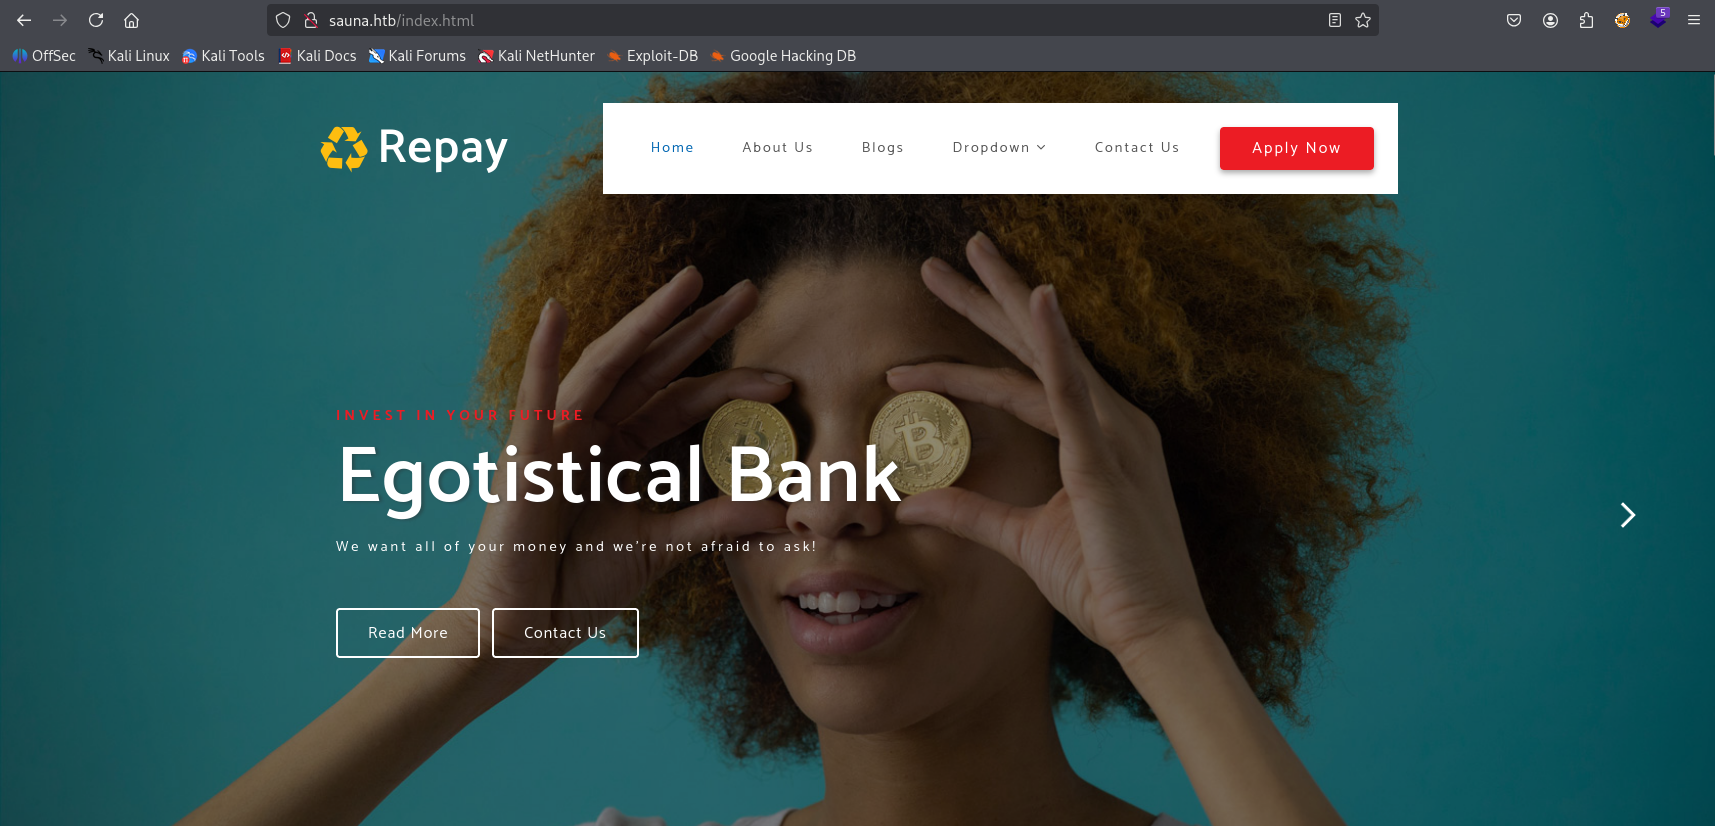 sauna.htb/index.html
5
OffSec Kali Linux Kali Tools Kali Docs Kali Forums Kali NetHunter Exploit-DB Google Hacking DB
Repay
Home About Us Blogs Dropdown Contact Us Apply Now
INVEST IN YOUR FUTURE
Egotistical Bank
We want all of your money and we're not afraid to ask!
Read More Contact Us